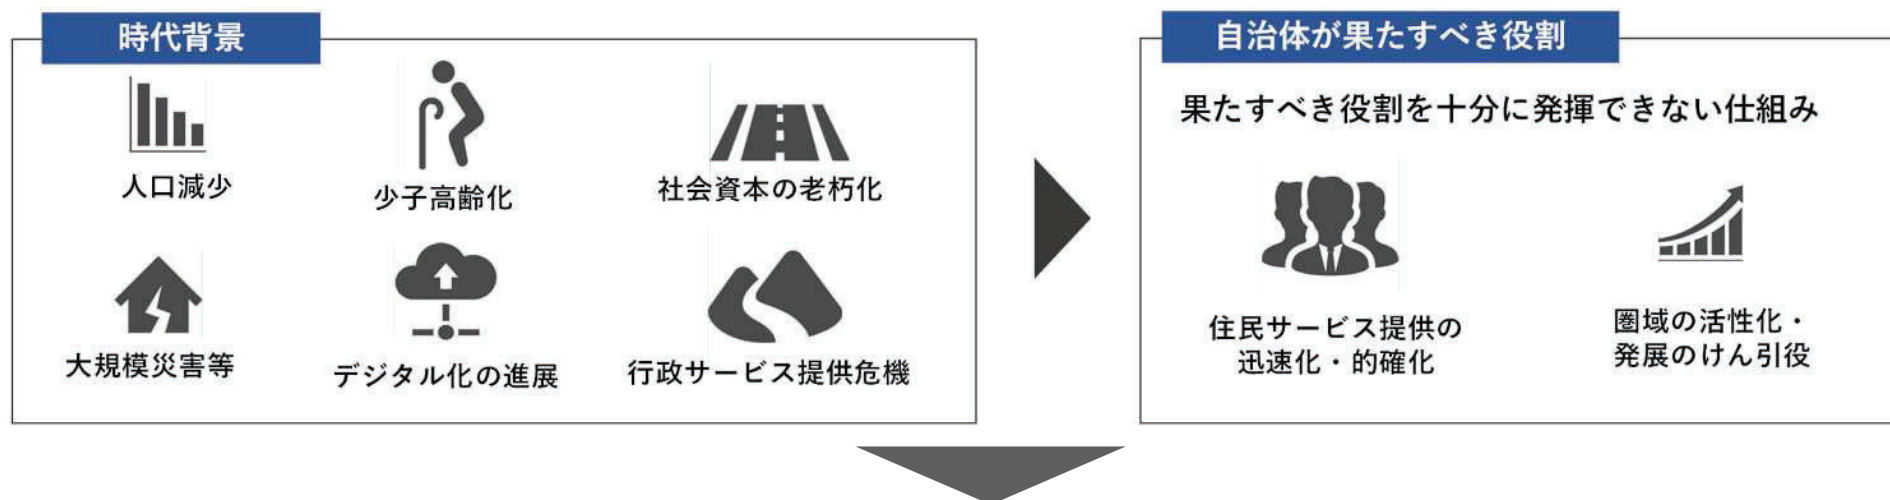 時代背景
人口減少
少子高齢化
社会資本の老朽化
大規模災害等
デジタル化の進展
行政サービス提供危機
自治体が果たすべき役割
果たすべき役割を十分に発揮できない仕組み
住民サービス提供の
迅速化・的確化
圏域の活性化・
発展のけん引役